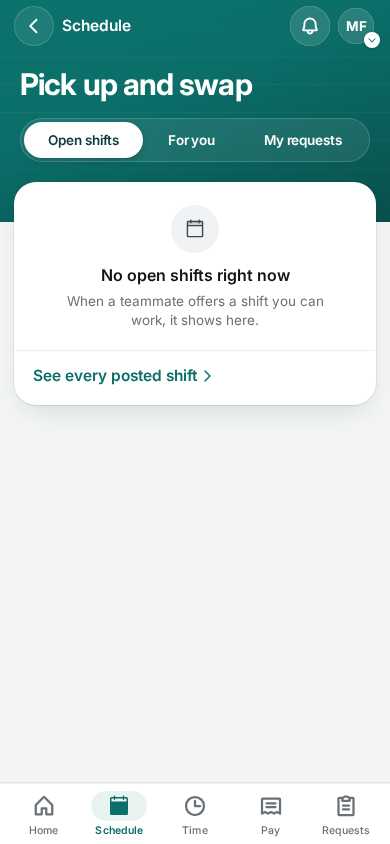 Schedule
MF
Pick up and swap
Open shifts
For you
My requests
No open shifts right now
When a teammate offers a shift you can
work, it shows here.
See every posted shift
Home
Schedule
Time
Pay
Requests